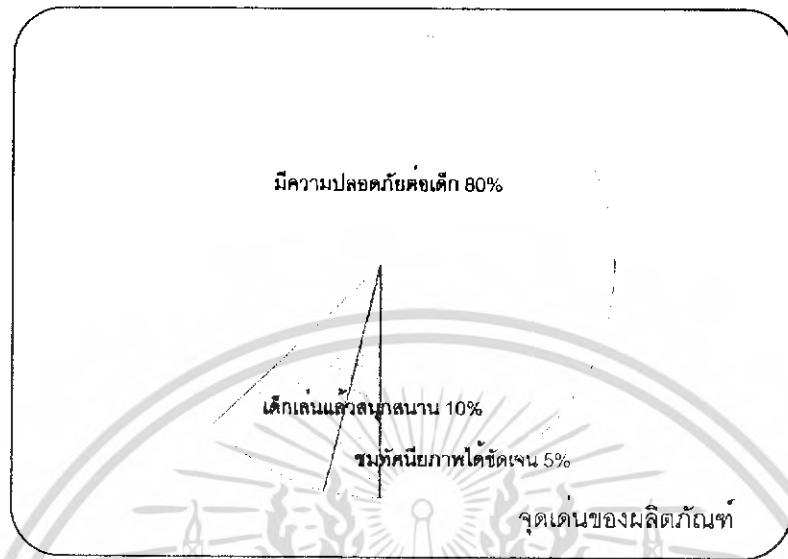 มีความปลอดภัยต่อเด็ก 80%
เด็กเล่นแล้วสนุกสนาน 10%
ชมทัศนียภาพได้ชัดเจน 5%
จุดเด่นของผลิตภัณฑ์